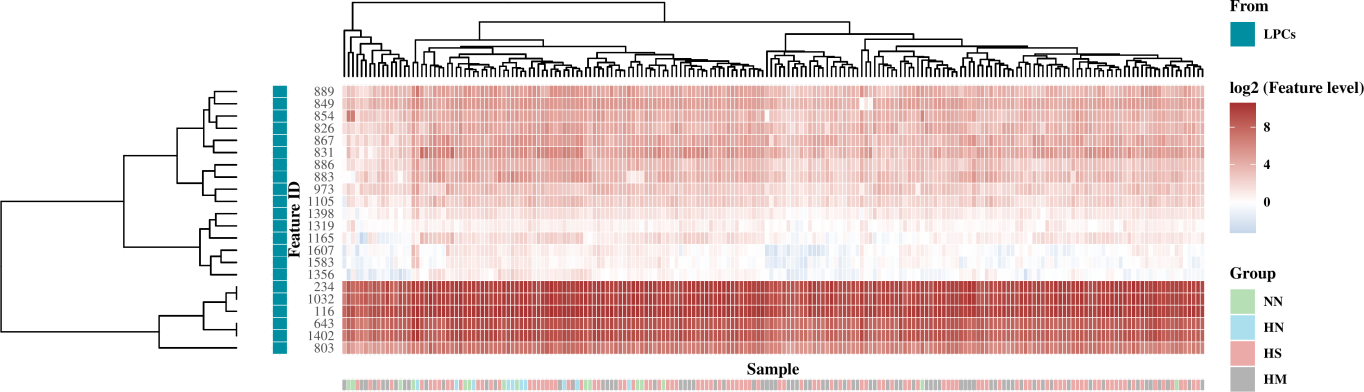 From
LPCs
log2 (Feature level)
8
4
0
Group
NN
HN
HS
HM
Feature ID
889
849
854
826
867
831
886
883
973
1105
1398
1319
1165
1607
1583
1356
234
1032
116
643
1402
803
Sample